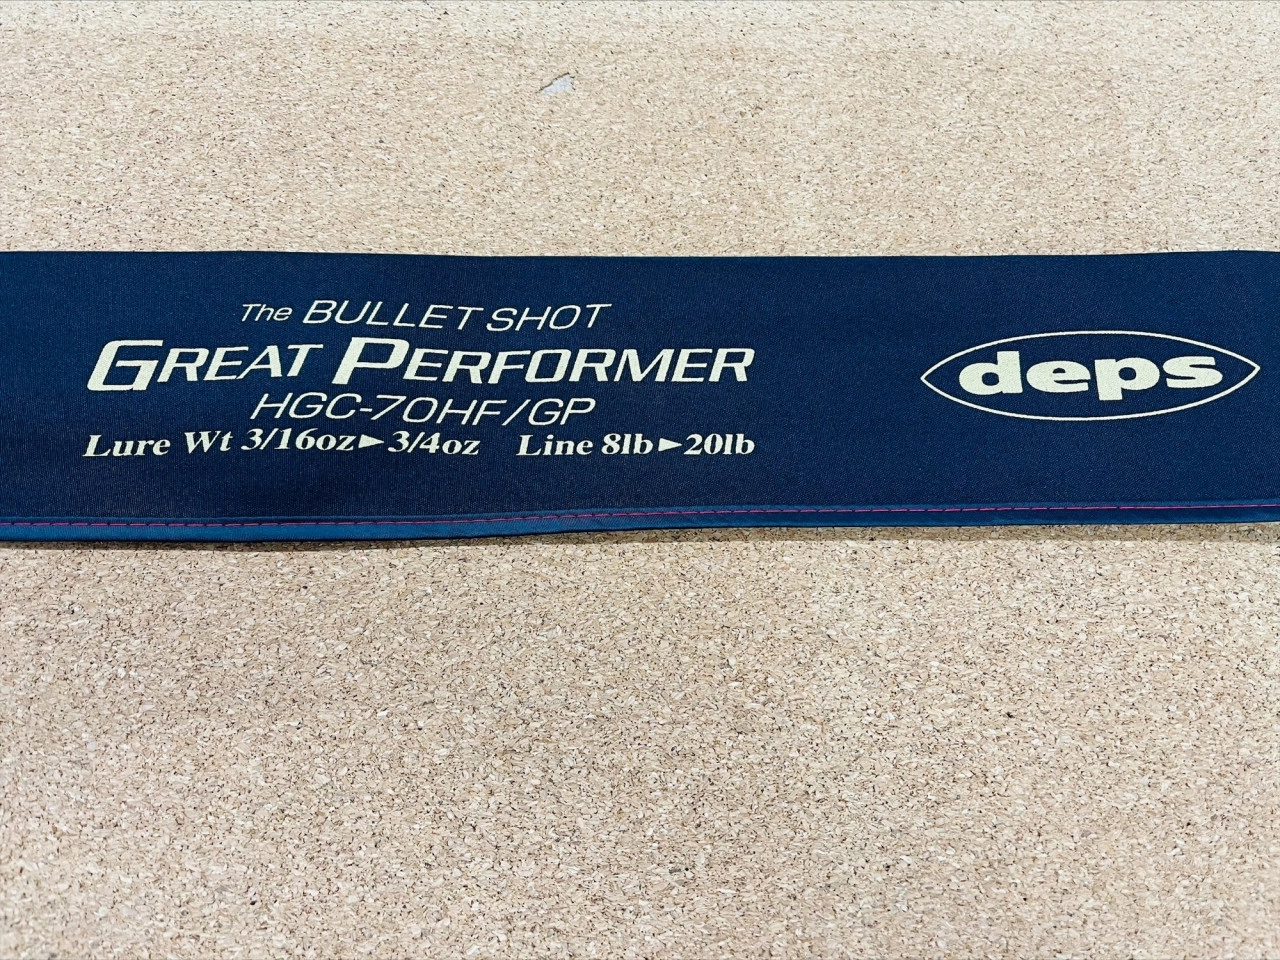 The BULLET SHOT
GREAT PERFORMER
HGC-70HF/GP
Lure Wt 3/16oz►3/4oz Line 8lb►20lb
deps